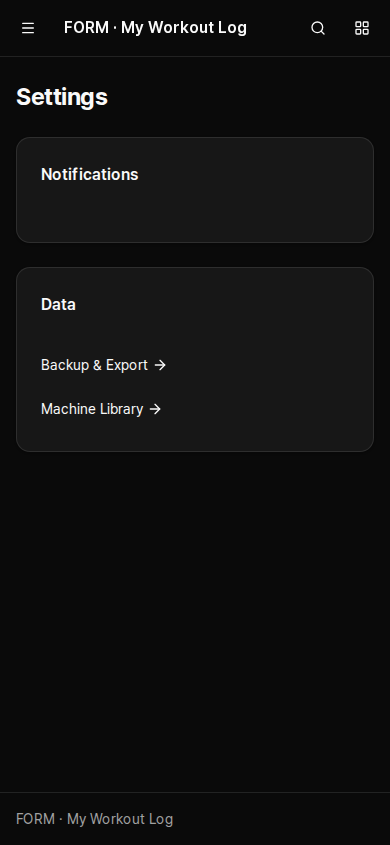 FORM · My Workout Log
Settings
Notifications
Data
Backup & Export →
Machine Library →
FORM · My Workout Log